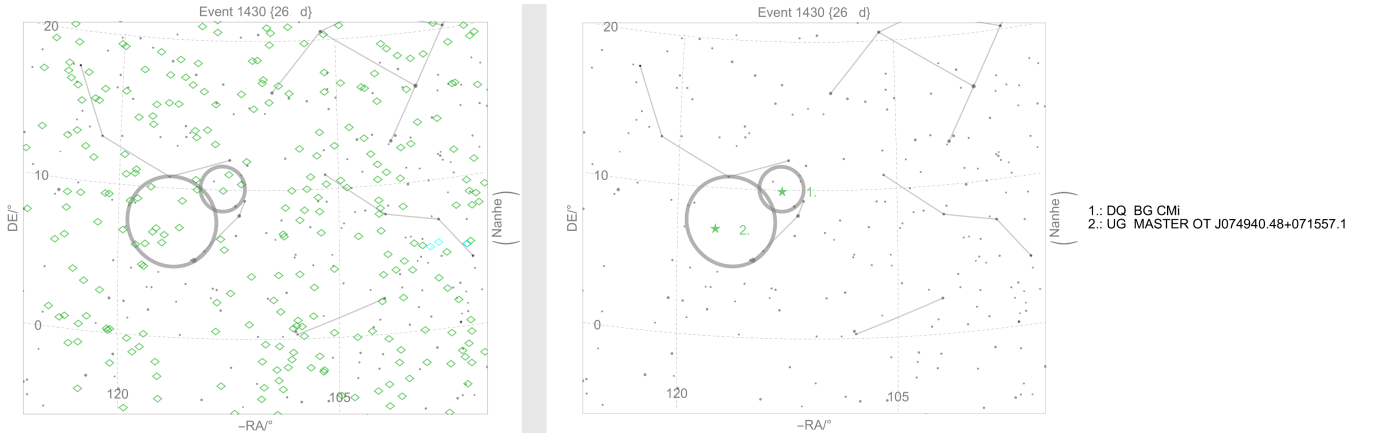 Event 1430 {26 d}
20
10
0
120
105
DE/°
−RA/°
(Nanhe)
Event 1430 {26 d}
20
10
0
120
105
DE/°
−RA/°
1.
2.
(Nanhe)
1.: DQ BG CMi
2.: UG MASTER OT J074940.48+071557.1